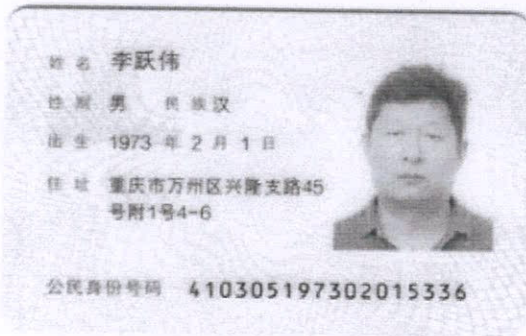 姓名 李跃伟
性别 男 民族 汉
出生 1973 年 2 月 1 日
住址 重庆市万州区兴隆支路45
号附1号4-6
公民身份号码 410305197302015336